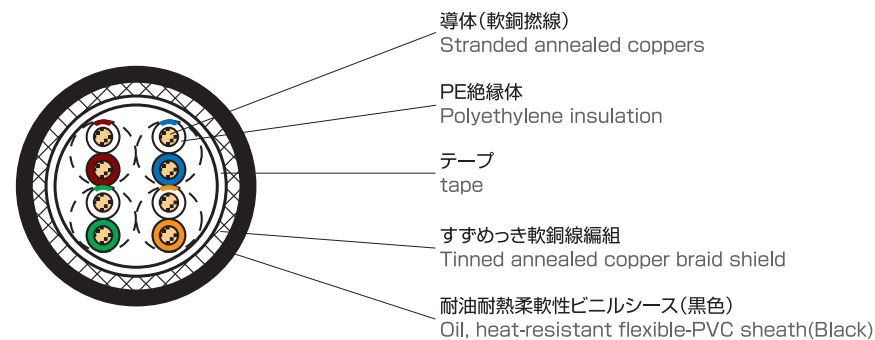 導体(軟銅撚線)
Stranded annealed coppers
PE絶縁体
Polyethylene insulation
テープ
tape
すずめっき軟銅線編組
Tinned annealed copper braid shield
耐油耐熱柔軟性ビニルシース(黒色)
Oil, heat-resistant flexible-PVC sheath(Black)